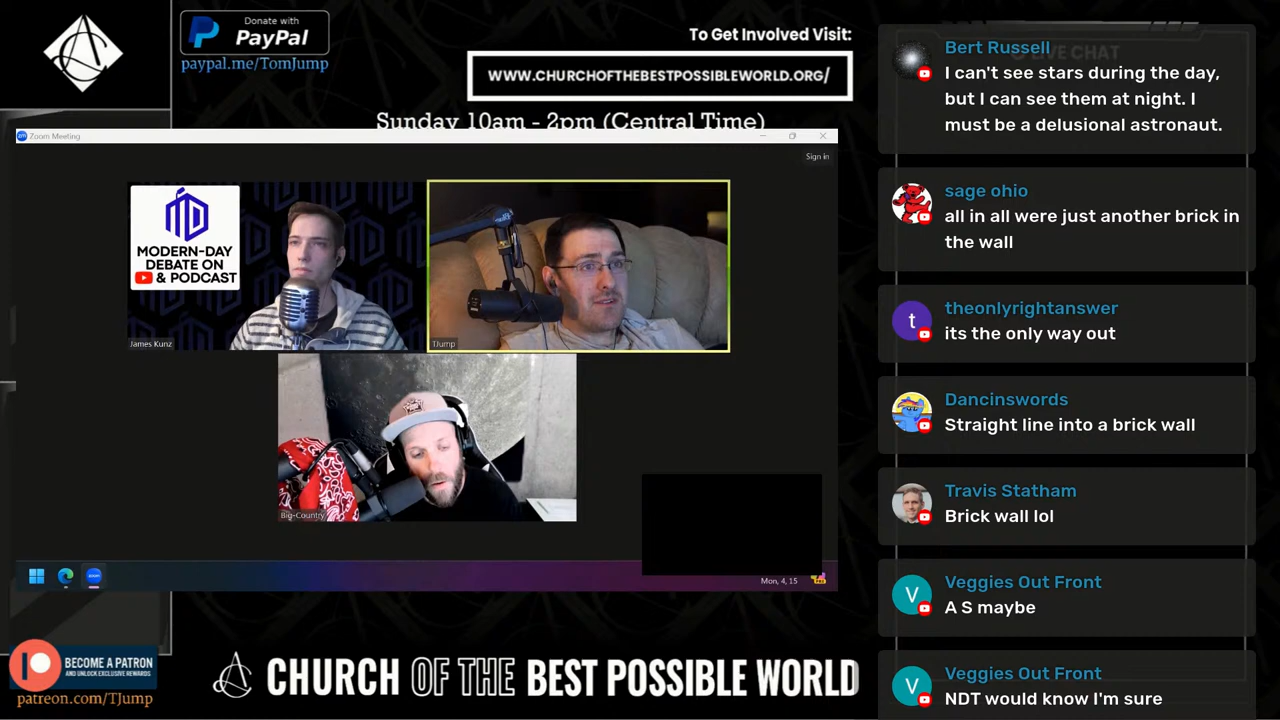 Donate with
PayPal
paypal.me/TomJump
To Get Involved Visit:
WWW.CHURCHOFTHEBESTPOSSIBLEWORLD.ORG/
Sunday 10am - 2pm (Central Time)
zm Zoom Meeting
Sign in
MODERN-DAY
DEBATE ON
& PODCAST
James Kunz
TJump
Big-Country
zoom
Mon, 4, 15
BECOME A PATRON
AND UNLOCK EXCLUSIVE REWARDS
patreon.com/TJump
CHURCH OF THE BEST POSSIBLE WORLD
LIVE CHAT
Bert Russell
I can't see stars during the day,
but I can see them at night. I
must be a delusional astronaut.
sage ohio
all in all were just another brick in
the wall
t
theonlyrightanswer
its the only way out
Dancinswords
Straight line into a brick wall
Travis Statham
Brick wall lol
V
Veggies Out Front
A S maybe
V
Veggies Out Front
NDT would know I'm sure